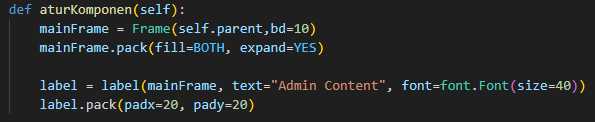 def aturKomponen(self):
    mainFrame = Frame(self.parent,bd=10)
    mainFrame.pack(fill=BOTH, expand=YES)

    label = label(mainFrame, text="Admin Content", font=font.Font(size=40))
    label.pack(padx=20, pady=20)